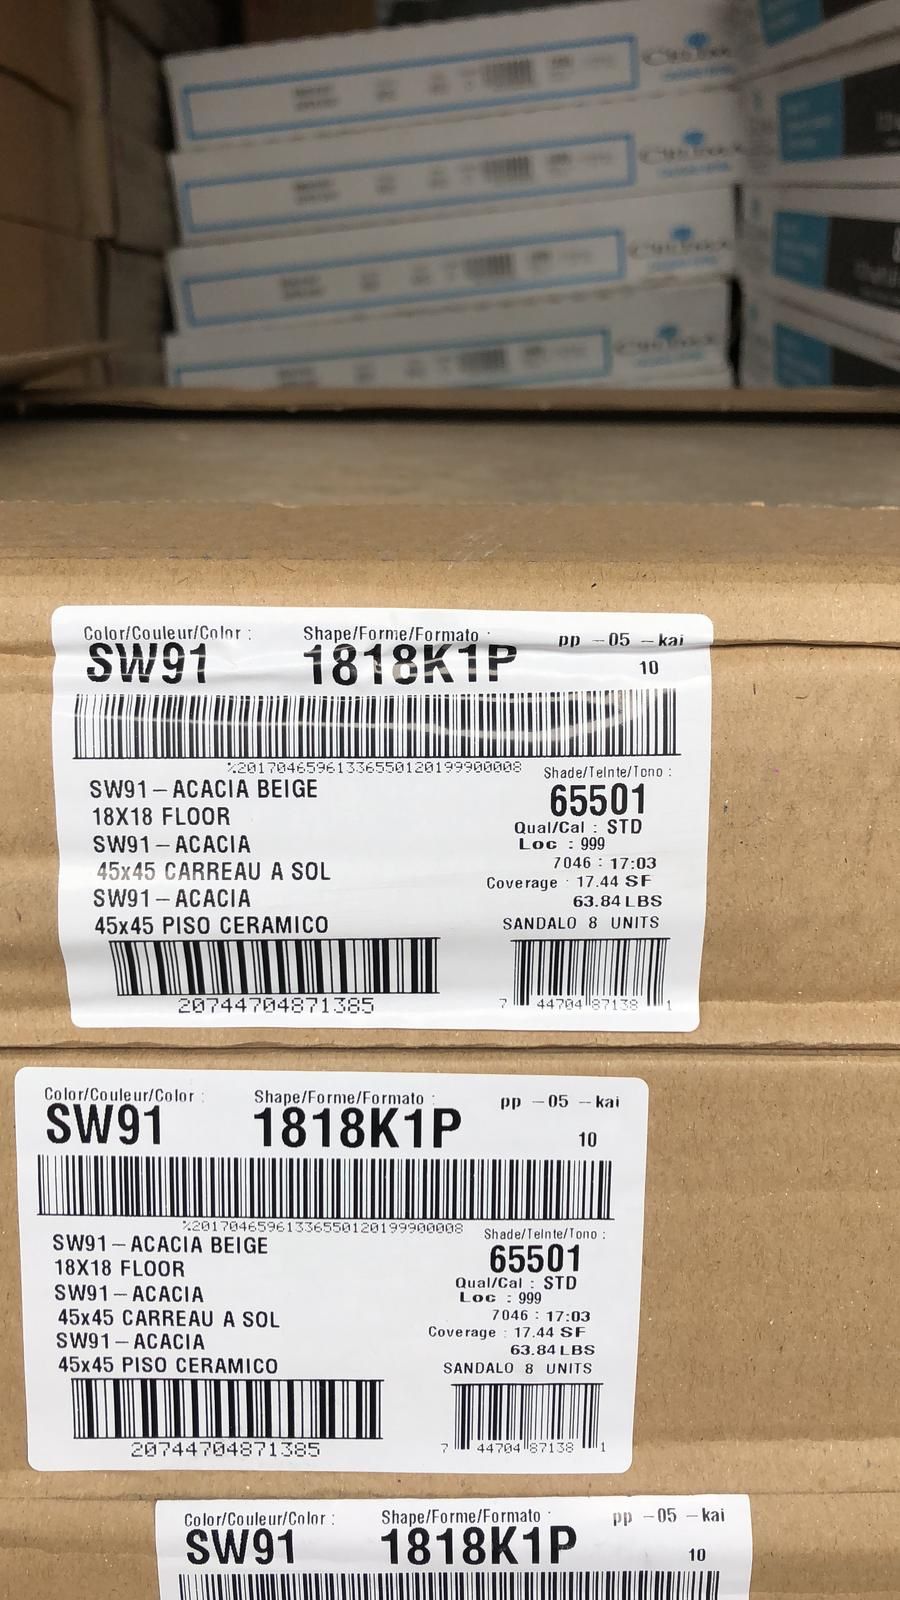 Color/Couleur/Color : Shape/Forme/Formato : pp -05 -kai
SW91 1818K1P 10
%2017046596133655012019990000８
SW91-ACACIA BEIGE
18X18 FLOOR
SW91-ACACIA
45x45 CARREAU A SOL
SW91-ACACIA
45x45 PISO CERAMICO
Shade/Teinte/Tono :
65501
Qual/Cal : STD
Loc : 999
7046 : 17:03
Coverage : 17.44 SF
63.84 LBS
SANDALO 8 UNITS
20744704871385
7 44704 87138 1
Color/Couleur/Color : Shape/Forme/Formato : pp -05 -kai
SW91 1818K1P 10
%20170465961336550120199900008
SW91-ACACIA BEIGE
18X18 FLOOR
SW91-ACACIA
45x45 CARREAU A SOL
SW91-ACACIA
45x45 PISO CERAMICO
Shade/Teinte/Tono :
65501
Qual/Cal : STD
Loc : 999
7046 : 17:03
Coverage : 17.44 SF
63.84 LBS
SANDALO 8 UNITS
20744704871385
7 44704 87138 1
Color/Couleur/Color : Shape/Forme/Formato : pp -05 -kai
SW91 1818K1P 10